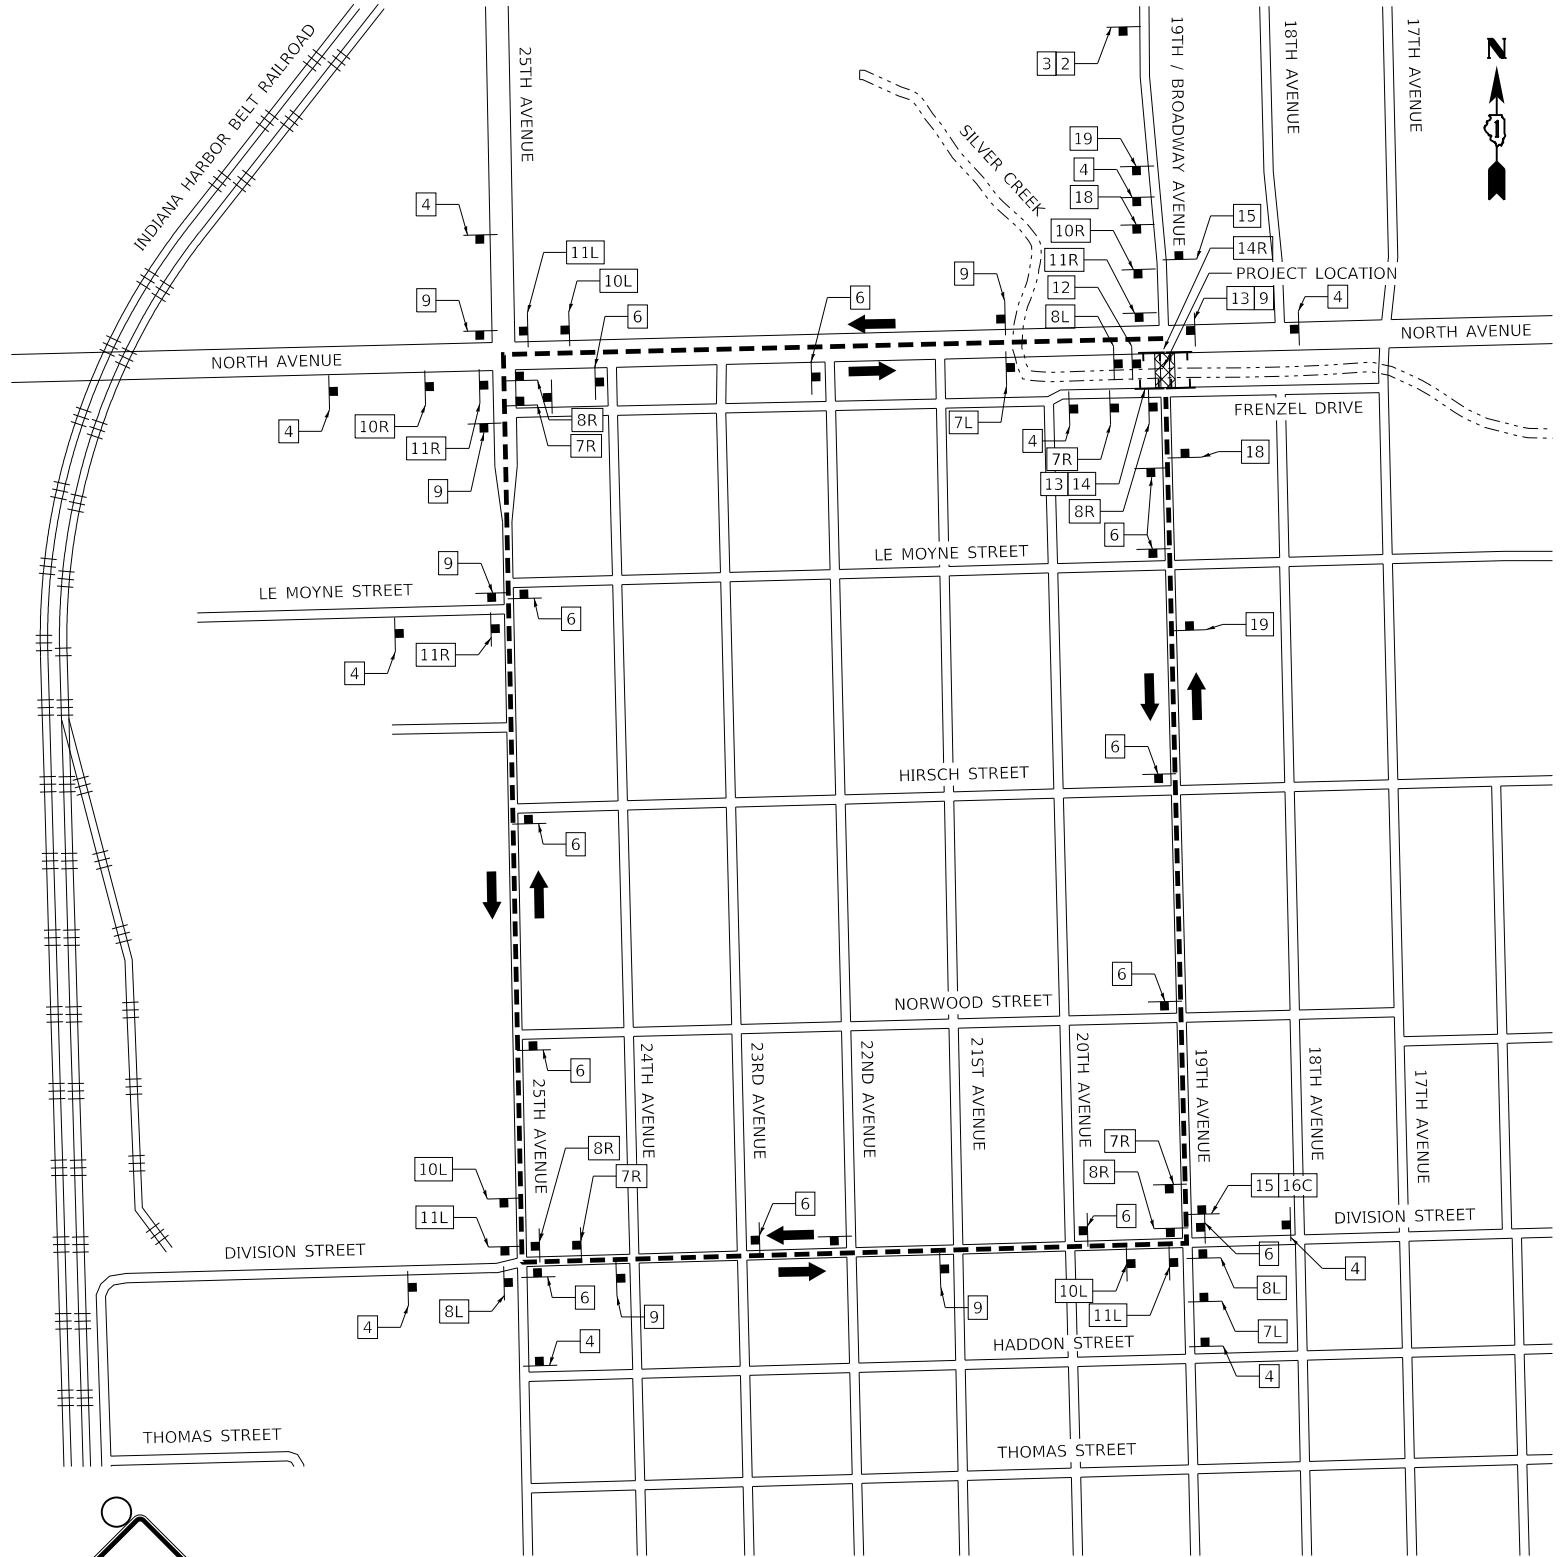 INDIANA HARBOR BELT RAILROAD
25TH AVENUE
3 2
19TH / BROADWAY AVENUE
18TH AVENUE
17TH AVENUE
N
1
SILVER CREEK
19
4
18
4
15
10R
14R
11L
11R
PROJECT LOCATION
9
10L
12
13 9
4
9
6
6
8L
NORTH AVENUE
NORTH AVENUE
4
10R
8R
7L
FRENZEL DRIVE
11R
7R
4
18
7R
9
13 14
8R
6
LE MOYNE STREET
9
LE MOYNE STREET
6
19
11R
4
6
HIRSCH STREET
6
6
NORWOOD STREET
6
25TH AVENUE
24TH AVENUE
23RD AVENUE
22ND AVENUE
21ST AVENUE
20TH AVENUE
19TH AVENUE
18TH AVENUE
17TH AVENUE
8R
7R
10L
7R
8R
15 16C
11L
6
6
DIVISION STREET
DIVISION STREET
6
4
8L
10L
6
9
11L
8L
4
9
7L
4
HADDON STREET
4
THOMAS STREET
THOMAS STREET